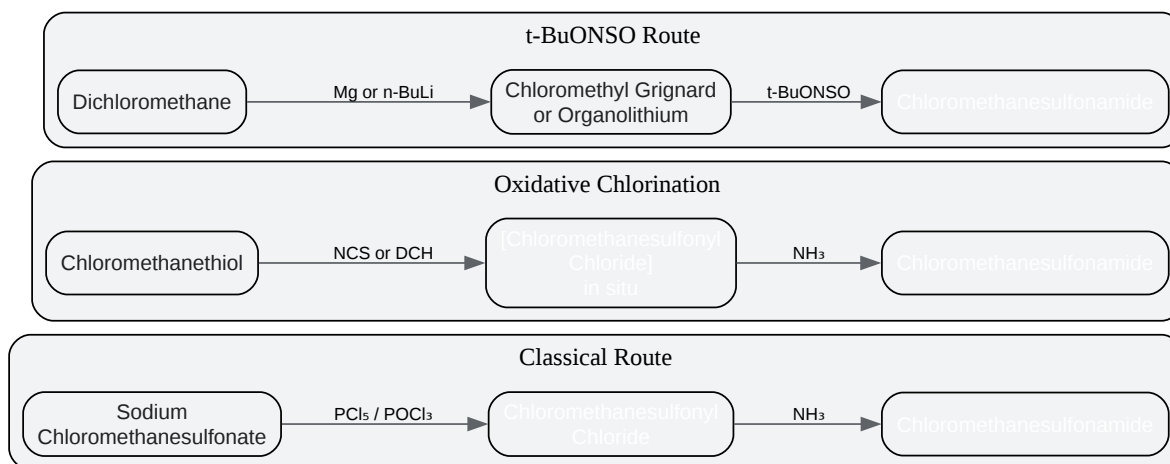 t-BuONSO Route
Dichloromethane
Mg or n-BuLi
Chloromethyl Grignard
or Organolithium
t-BuONSO
Chloromethanesulfonamide
Oxidative Chlorination
Chloromethanethiol
NCS or DCH
[Chloromethanesulfonyl
Chloride]
in situ
NH₃
Chloromethanesulfonamide
Classical Route
Sodium
Chloromethanesulfonate
PCl₅ / POCl₃
Chloromethanesulfonyl
Chloride
NH₃
Chloromethanesulfonamide